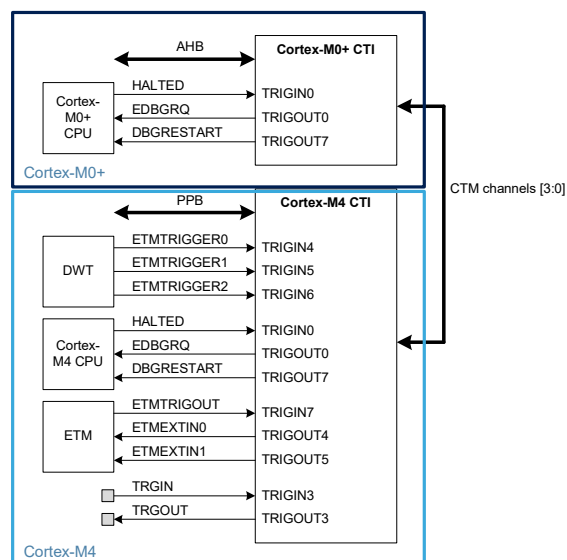 AHB
Cortex-M0+ CTI
HALTED
TRIGIN0
Cortex-
M0+
CPU
EDBGRQ
TRIGOUT0
DBGRESTART
TRIGOUT7
Cortex-M0+
CTM channels [3:0]
PPB
Cortex-M4 CTI
DWT
ETMTRIGGER0
TRIGIN4
ETMTRIGGER1
TRIGIN5
ETMTRIGGER2
TRIGIN6
Cortex-
M4 CPU
HALTED
TRIGIN0
EDBGRQ
TRIGOUT0
DBGRESTART
TRIGOUT7
ETM
ETMTRIGOUT
TRIGIN7
ETMEXTIN0
TRIGOUT4
ETMEXTIN1
TRIGOUT5
TRGIN
TRIGIN3
TRGOUT
TRIGOUT3
Cortex-M4